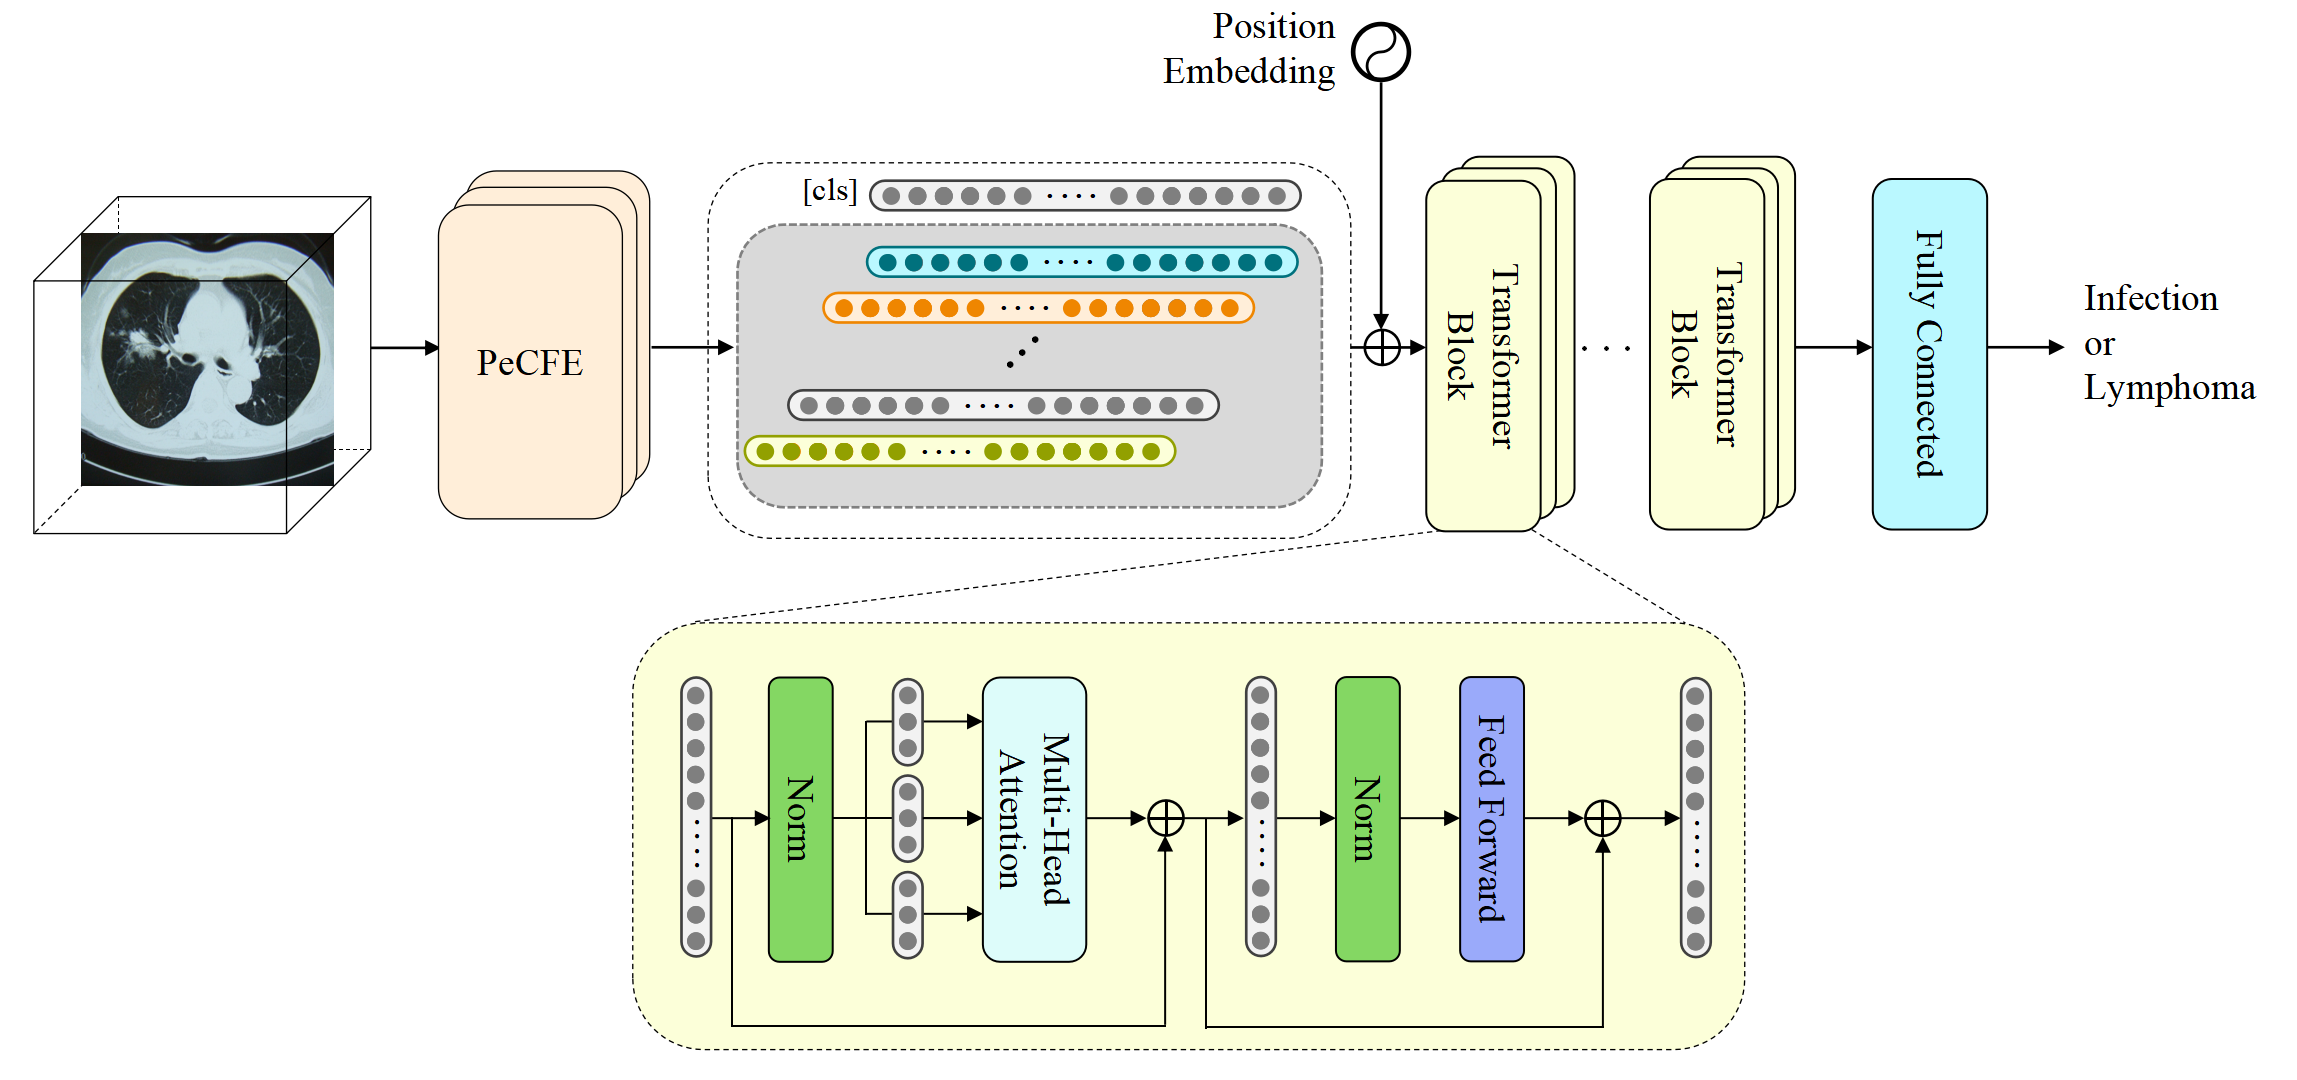 Position
Embedding
[cls]
PeCFE
Transformer
Block
Transformer
Block
Fully Connected
Infection
or
Lymphoma
Norm
Multi-Head
Attention
Norm
Feed Forward